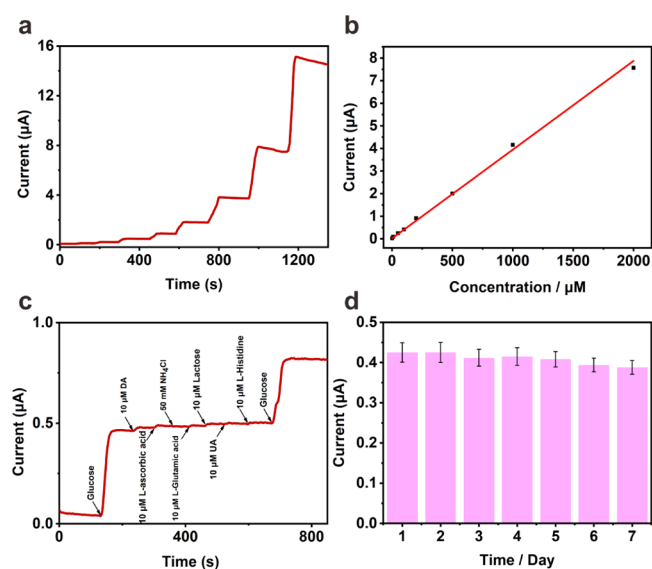 a
16
12
8
4
0
Current (µA)
0
400
800
1200
Time (s)
b
8
7
6
5
4
3
2
1
0
Current (µA)
0
500
1000
1500
2000
Concentration / µM
c
1.0
0.5
0.0
Current (µA)
Glucose
10 µM DA
10 µM L-ascorbic acid
50 mM NH₄Cl
10 µM L-Glutamic acid
10 µM Lactose
10 µM UA
10 µM L-Histidine
Glucose
0
400
800
Time (s)
d
0.5
0.4
0.3
0.4
0.1
0.0
Current (µA)
1
2
3
4
5
6
7
Time / Day